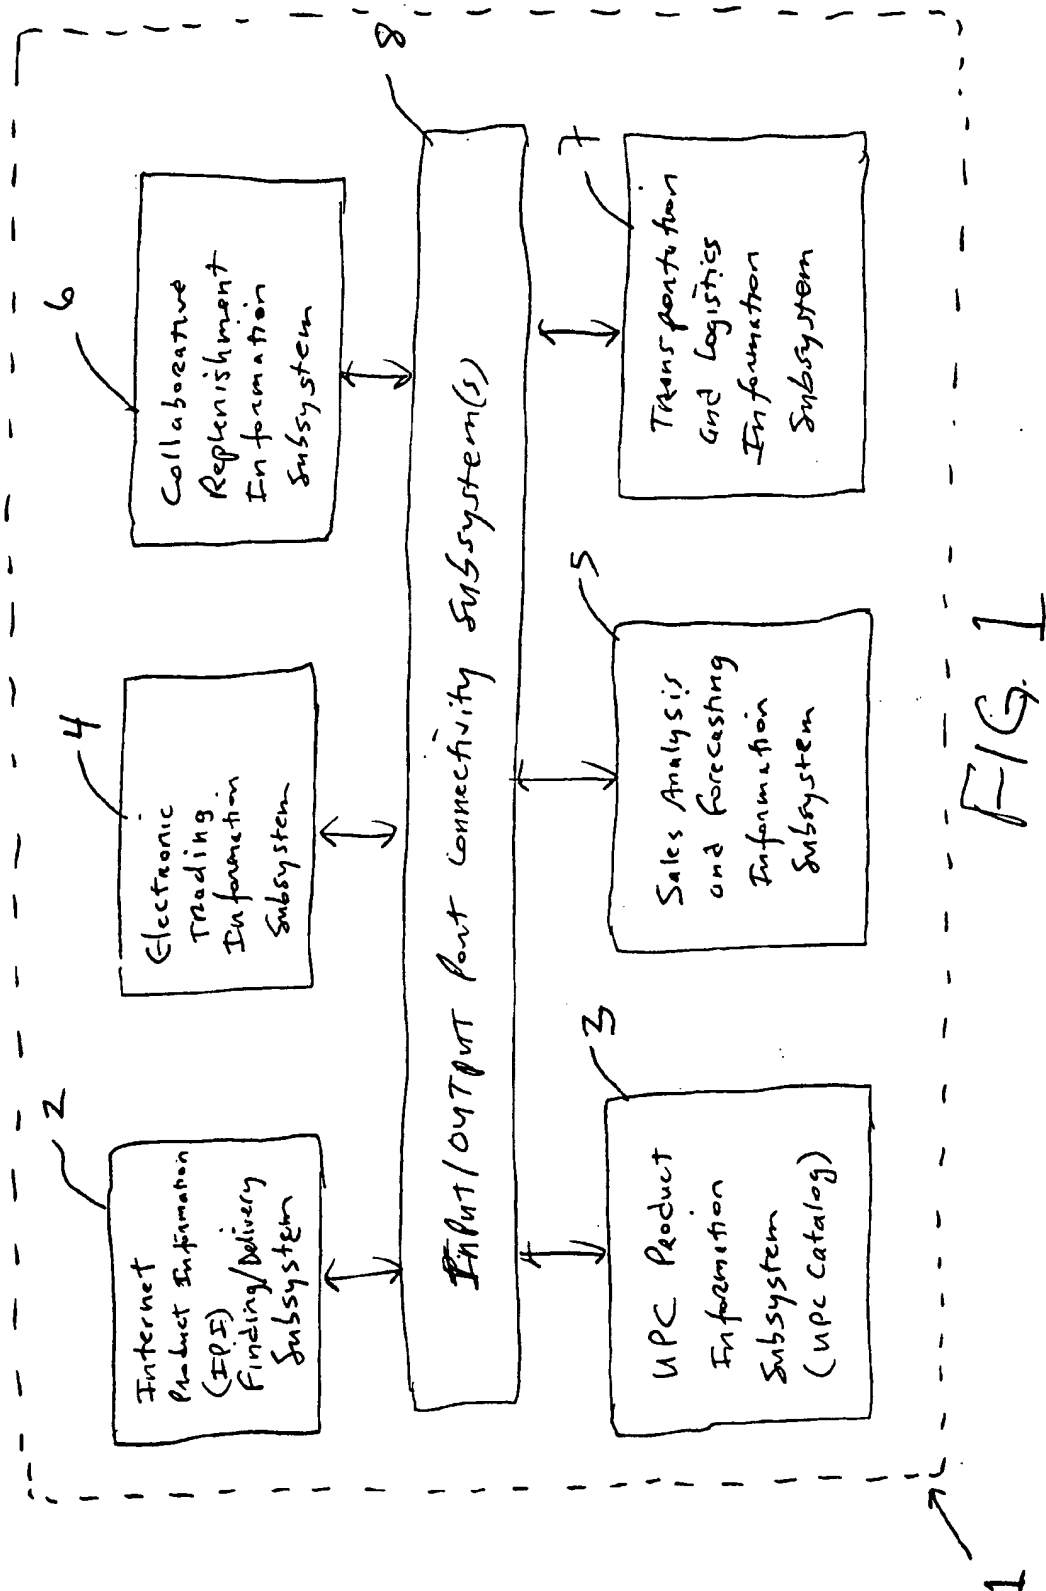 2
Internet
Product Information
(IPI)
Finding/Delivery
Subsystem
4
Electronic
Trading
Information
Subsystem
6
Collaborative
Replenishment
Information
Subsystem
8
Input/Output Port Connectivity Subsystem(s)
3
UPC Product
Information
Subsystem
(UPC Catalog)
5
Sales Analysis
and Forecasting
Information
Subsystem
7
Transportation
and Logistics
Information
Subsystem
1
FIG. 1